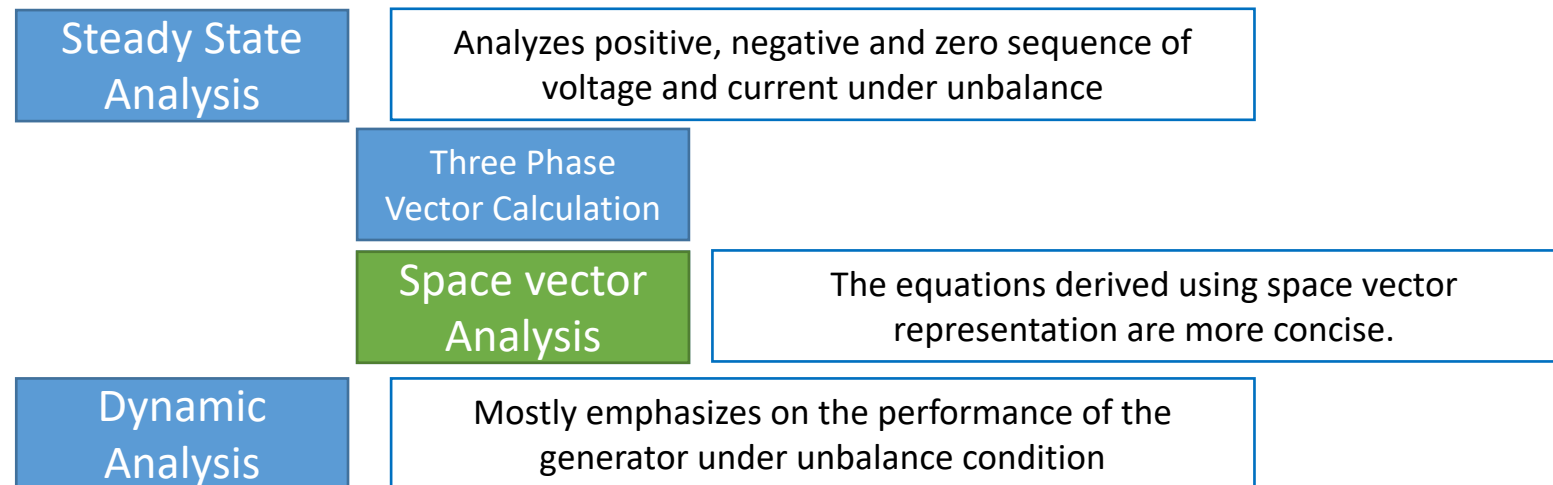 Steady State
Analysis
Analyzes positive, negative and zero sequence of
voltage and current under unbalance
Three Phase
Vector Calculation
Space vector
Analysis
The equations derived using space vector
representation are more concise.
Dynamic
Analysis
Mostly emphasizes on the performance of the
generator under unbalance condition